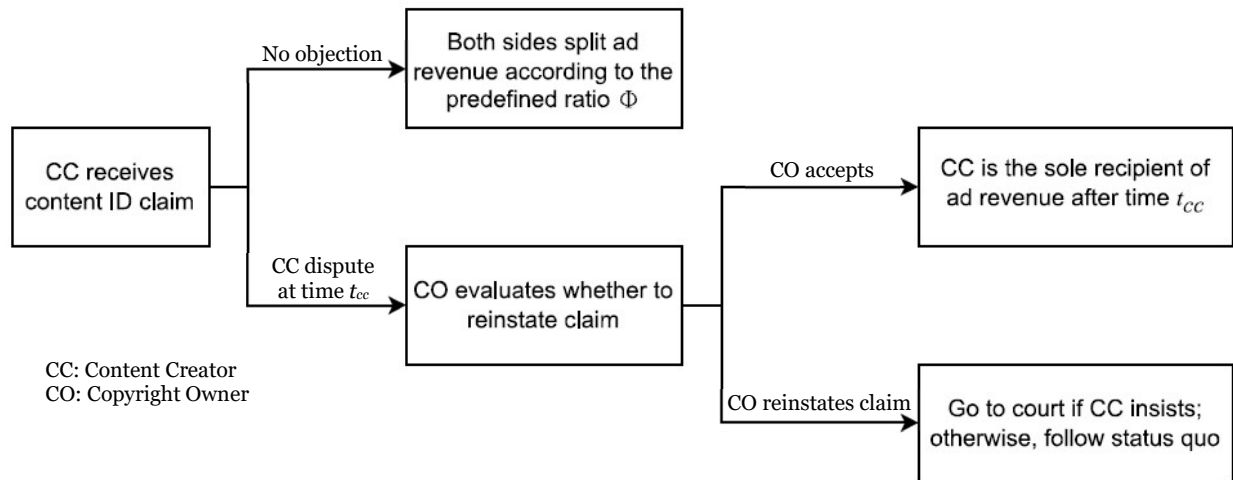 No objection
Both sides split ad
revenue according to the
predefined ratio Φ
CC receives
content ID claim
CC dispute
at time tcc
CO evaluates whether to
reinstate claim
CO accepts
CC is the sole recipient of
ad revenue after time tCC
CO reinstates claim
Go to court if CC insists;
otherwise, follow status quo
CC: Content Creator
CO: Copyright Owner